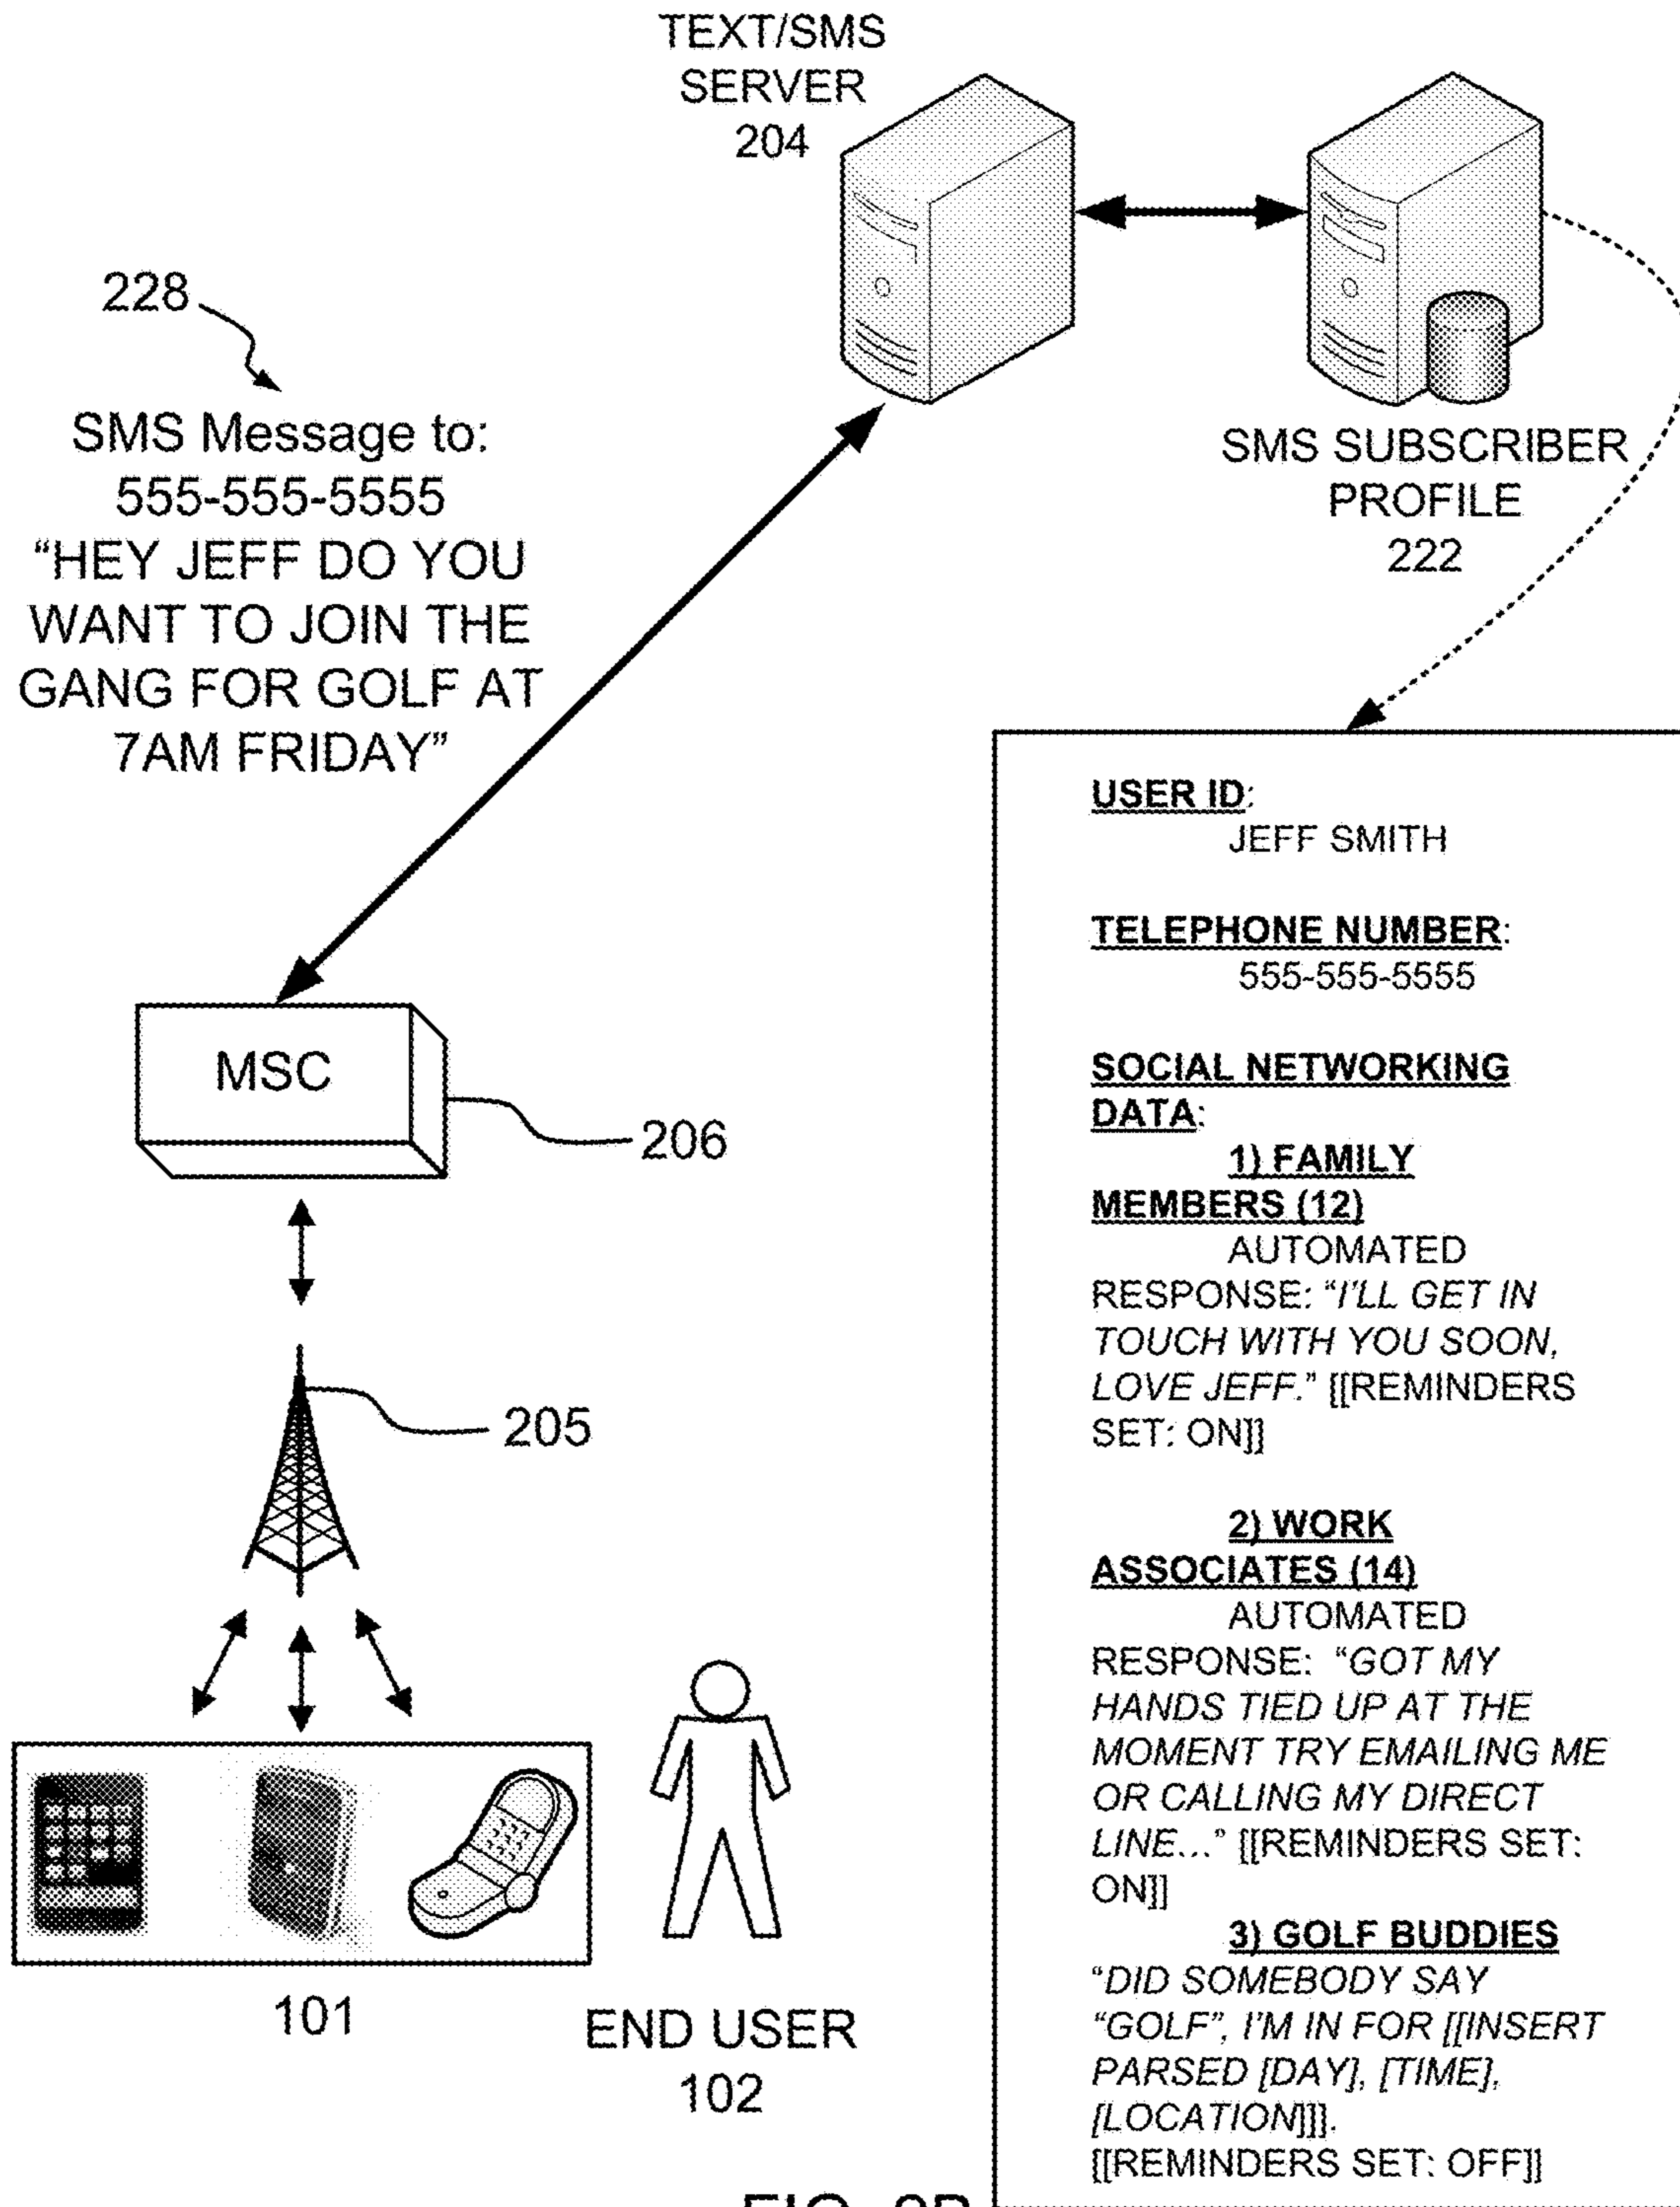 TEXT/SMS
SERVER
204
228
SMS Message to:
555-555-5555
“HEY JEFF DO YOU
WANT TO JOIN THE
GANG FOR GOLF AT
7AM FRIDAY”
SMS SUBSCRIBER
PROFILE
222
MSC
206
205
101
END USER
102
USER ID:
JEFF SMITH
TELEPHONE NUMBER:
555-555-5555
SOCIAL NETWORKING
DATA:
1) FAMILY
MEMBERS (12)
AUTOMATED
RESPONSE: “I'LL GET IN
TOUCH WITH YOU SOON,
LOVE JEFF.” [[REMINDERS
SET: ON]]
2) WORK
ASSOCIATES (14)
AUTOMATED
RESPONSE: “GOT MY
HANDS TIED UP AT THE
MOMENT TRY EMAILING ME
OR CALLING MY DIRECT
LINE...” [[REMINDERS SET:
ON]]
3) GOLF BUDDIES
“DID SOMEBODY SAY
“GOLF”, I'M IN FOR [[INSERT
PARSED [DAY], [TIME],
[LOCATION]]].
[[REMINDERS SET: OFF]]